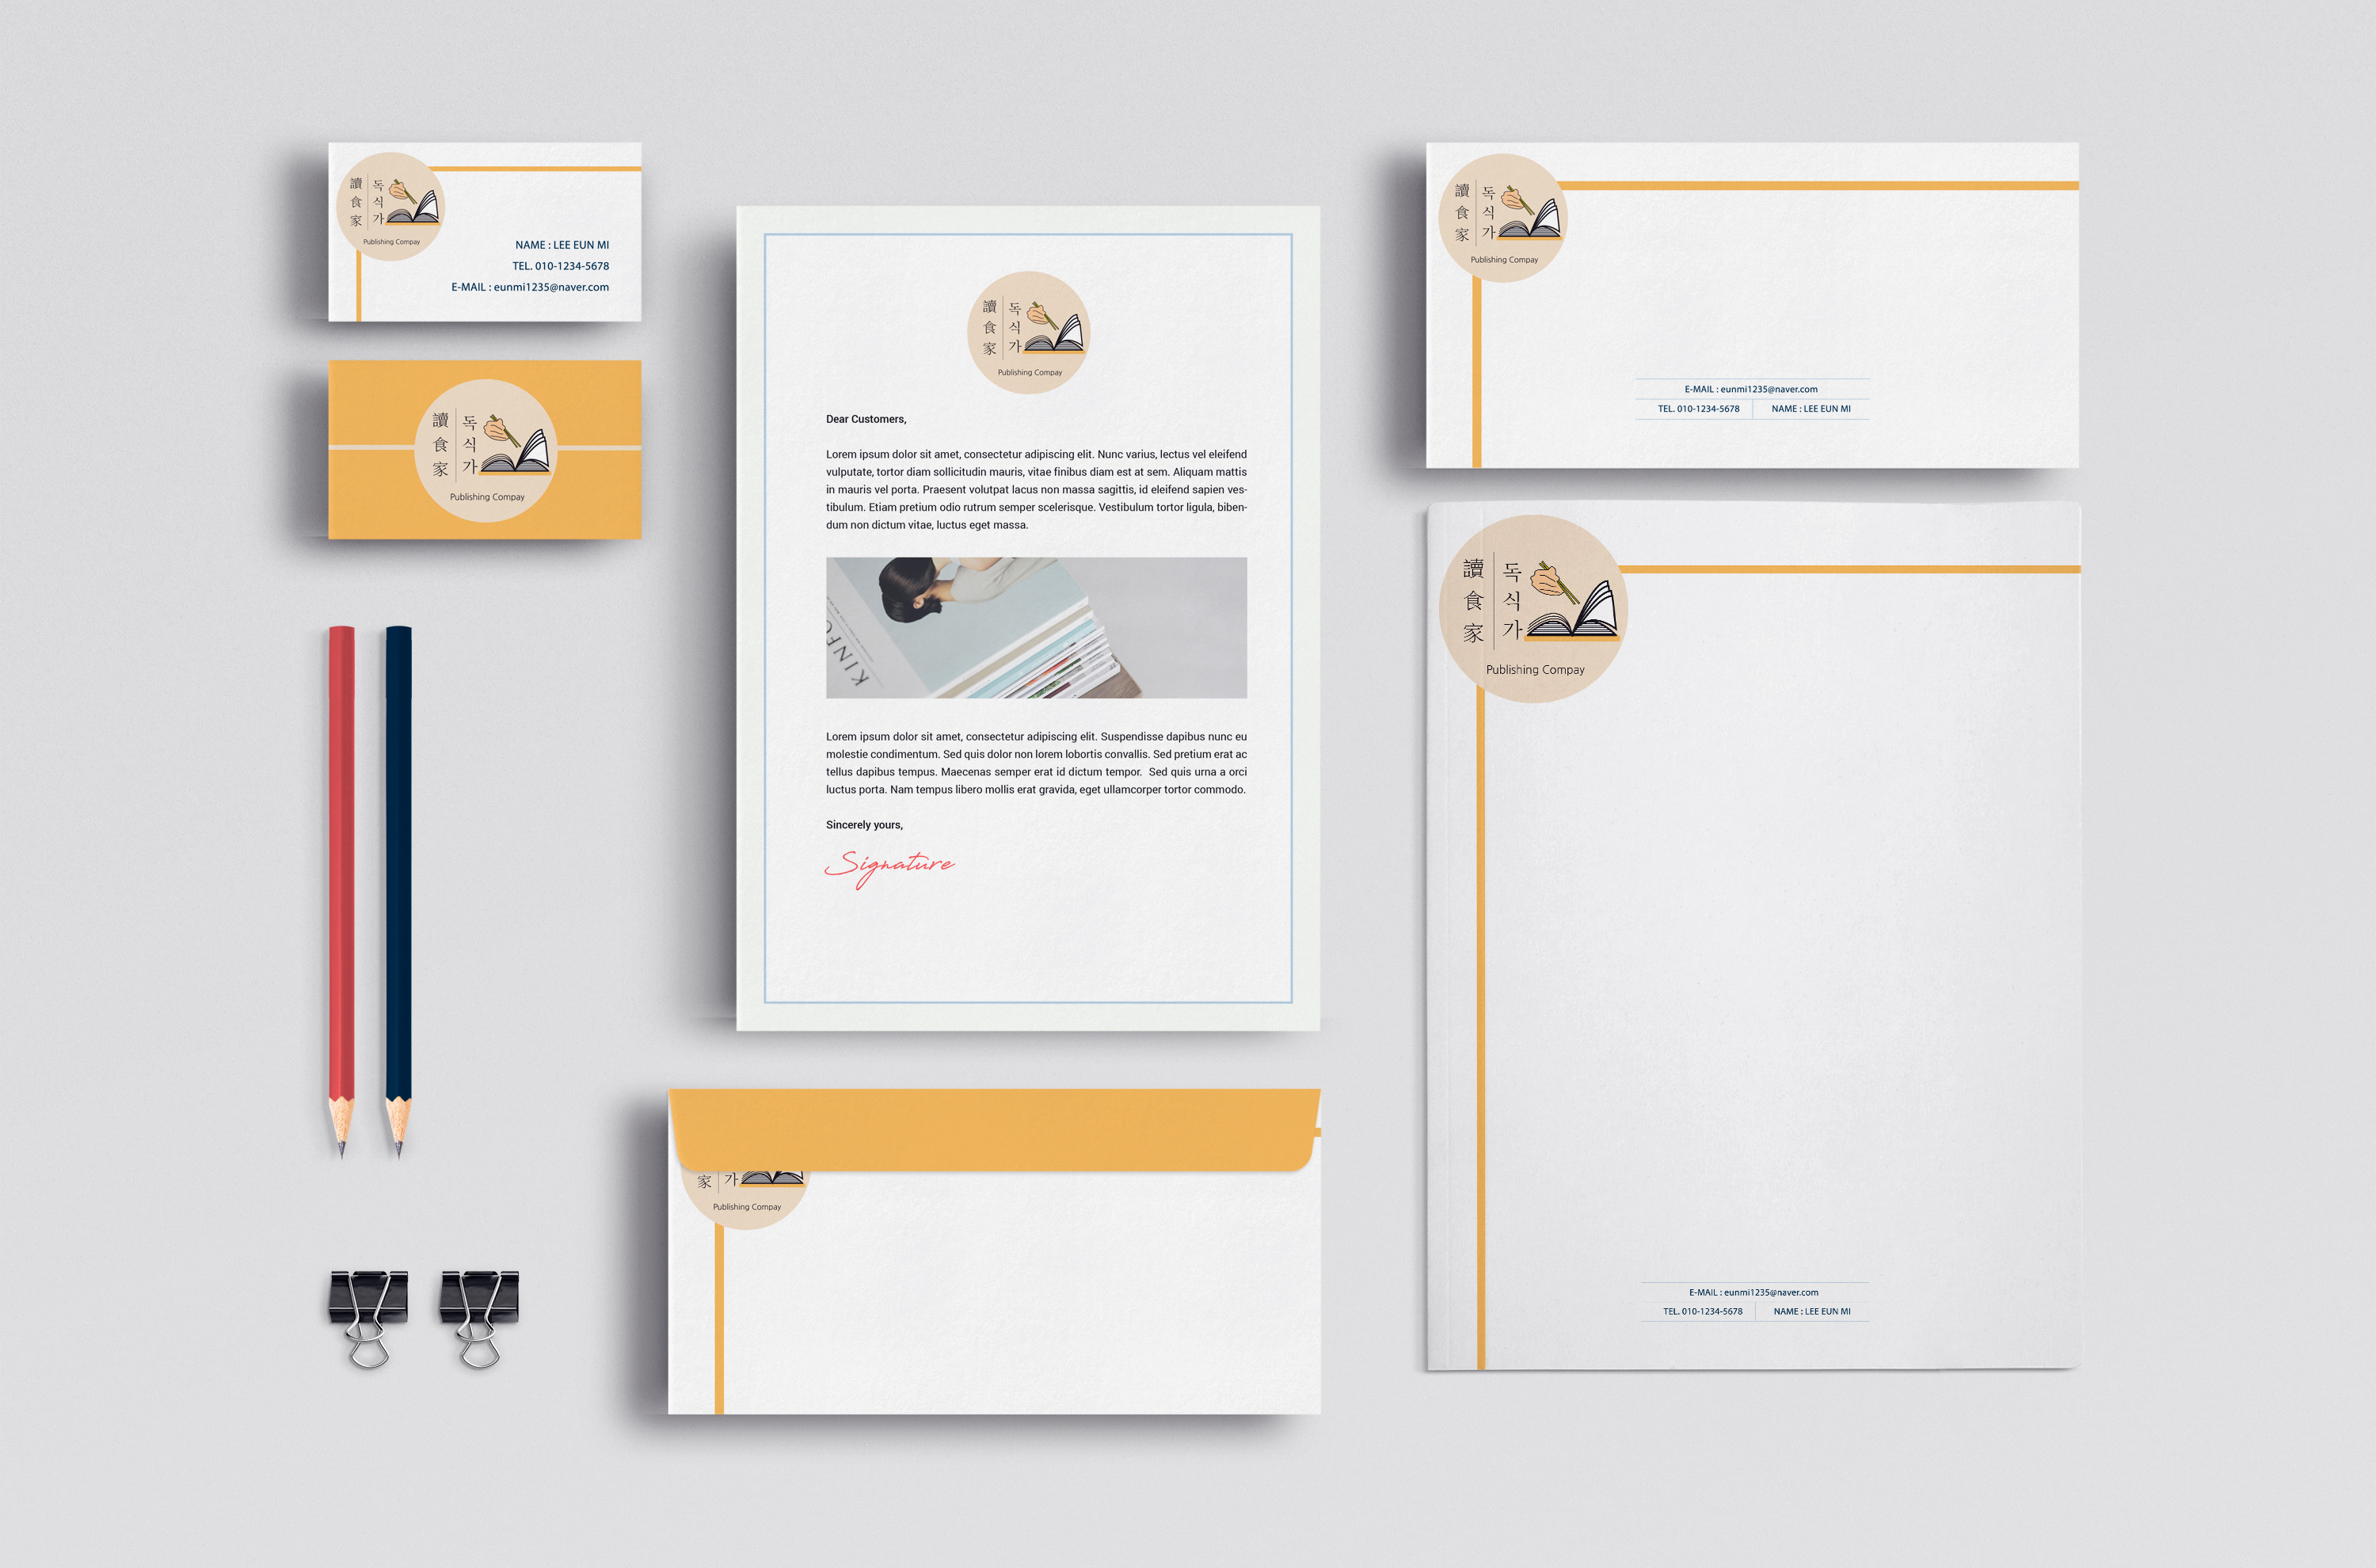 讀食家
독식가
Publishing Compay
NAME : LEE EUN MI
TEL. 010-1234-5678
E-MAIL : eunmi1235@naver.com
讀食家
독식가
Publishing Compay
讀食家
독식가
Publishing Compay
Dear Customers,
Lorem ipsum dolor sit amet, consectetur adipiscing elit. Nunc varius, lectus vel eleifend
vulputate, tortor diam sollicitudin mauris, vitae finibus diam est at sem. Aliquam mattis
in mauris vel porta. Praesent volutpat lacus non massa sagittis, id eleifend sapien ves-
tibulum. Etiam pretium odio rutrum semper scelerisque. Vestibulum tortor ligula, biben-
dum non dictum vitae, luctus eget massa.
KINFO
K
Lorem ipsum dolor sit amet, consectetur adipiscing elit. Suspendisse dapibus nunc eu
molestie condimentum. Sed quis dolor non lorem lobortis convallis. Sed pretium erat ac
tellus dapibus tempus. Maecenas semper erat id dictum tempor. Sed quis urna a orci
luctus porta. Nam tempus libero mollis erat gravida, eget ullamcorper tortor commodo.
Sincerely yours,
Signature
家
가
Publishing Compay
讀食家
독식가
Publishing Compay
E-MAIL : eunmi1235@naver.com
TEL. 010-1234-5678 NAME : LEE EUN MI
讀食家
독식가
Publishing Compay
E-MAIL : eunmi1235@naver.com
TEL. 010-1234-5678 NAME : LEE EUN MI